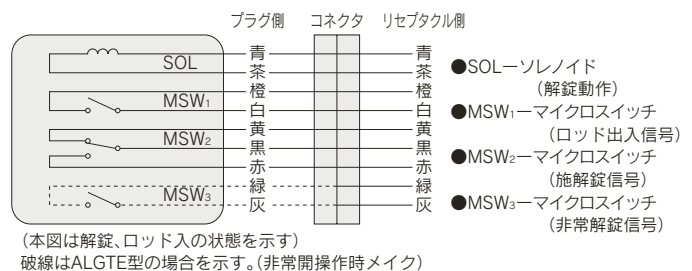 プラグ側 コネクタ リセプタクル側
青 青
SOL
茶 茶
橙 橙
MSW₁
白 白
黄 黄
MSW₂
黒 黒
赤 赤
緑 緑
MSW₃
灰 灰
●SOLーソレノイド
(解錠動作)
●MSW₁ーマイクロスイッチ
(ロッド出入信号)
●MSW₂ーマイクロスイッチ
(施解錠信号)
●MSW₃ーマイクロスイッチ
(非常解錠信号)
(本図は解錠、ロッド入の状態を示す)
破線はALGTE型の場合を示す。(非常開操作時メイク)